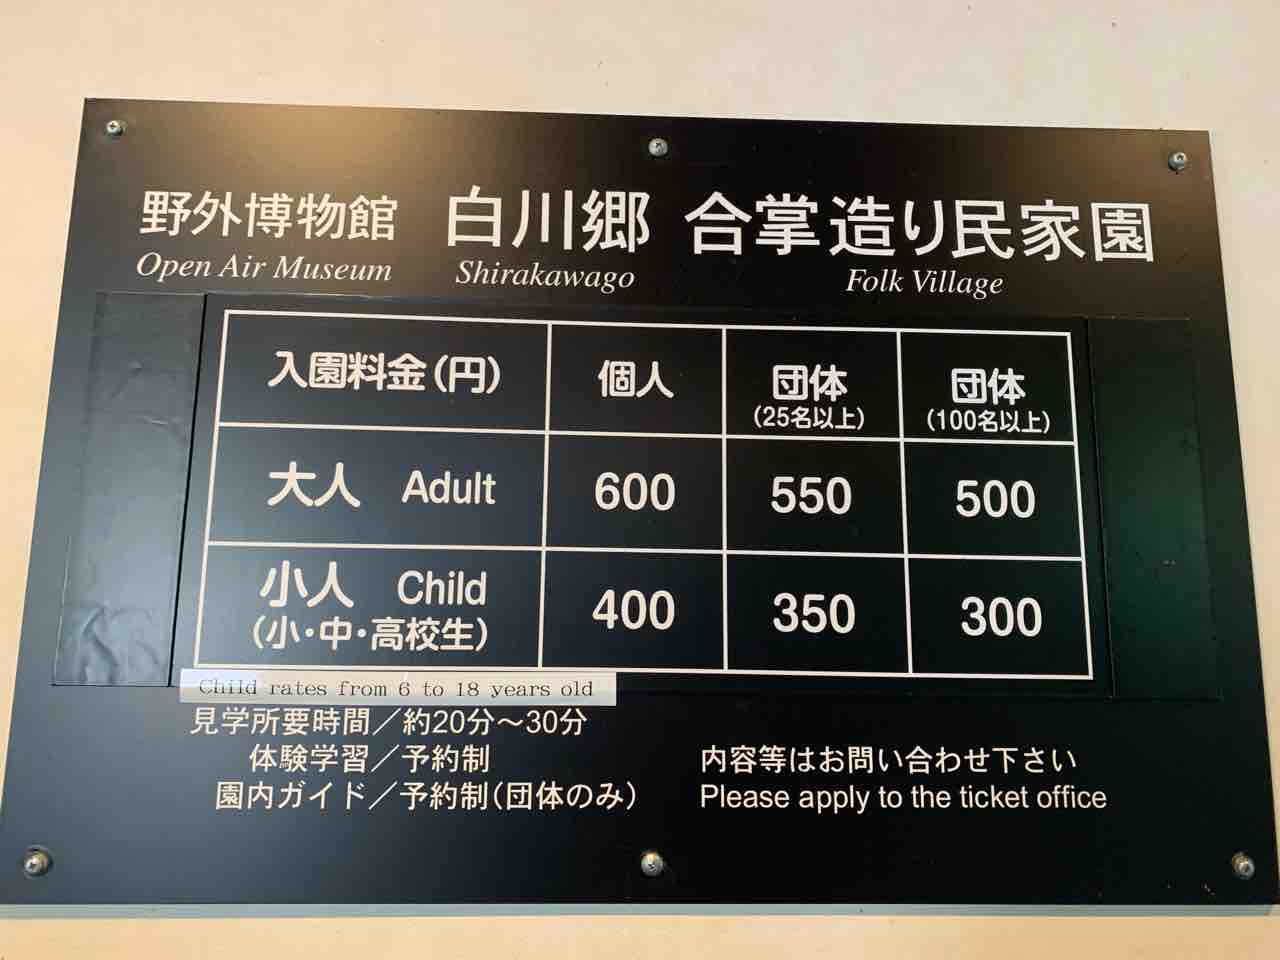 野外博物館 白川郷 合掌造り民家園
Open Air Museum Shirakawago Folk Village
入園料金(円) 個人 団体 団体
(25名以上) (100名以上)
大人 Adult 600 550 500
小人 Child 400 350 300
(小・中・高校生)
Child rates from 6 to 18 years old
見学所要時間/約20分〜30分
体験学習/予約制 内容等はお問い合わせ下さい
園内ガイド/予約制(団体のみ) Please apply to the ticket office